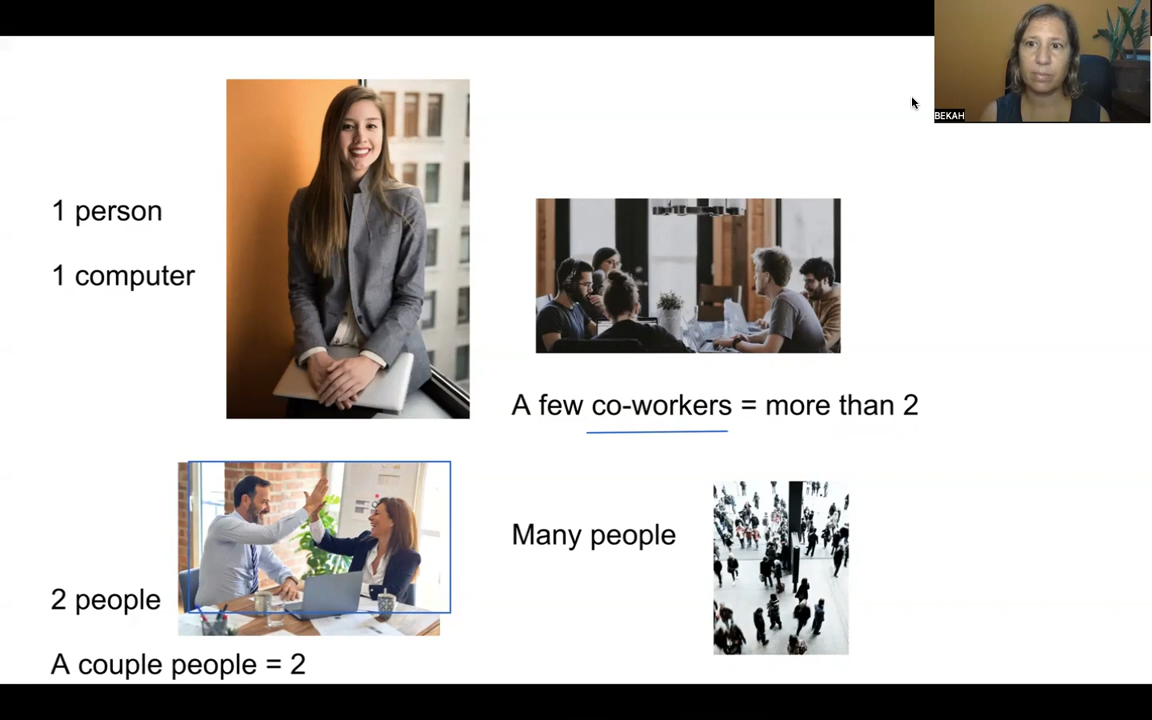 BEKAH
1 person
1 computer
A few co-workers = more than 2
Many people
2 people
A couple people = 2